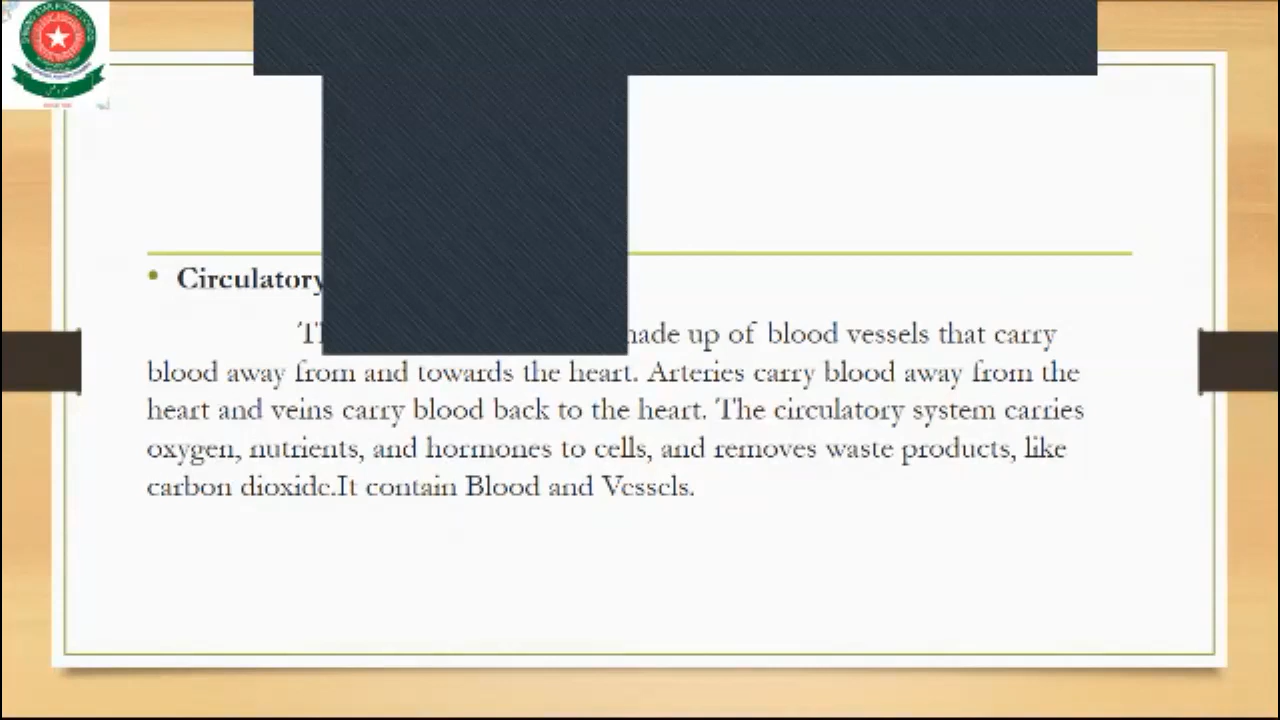 Circulatory
made up of blood vessels that carry
blood away from and towards the heart. Arteries carry blood away from the
heart and veins carry blood back to the heart. The circulatory system carries
oxygen, nutrients, and hormones to cells, and removes waste products, like
carbon dioxide.It contain Blood and Vessels.